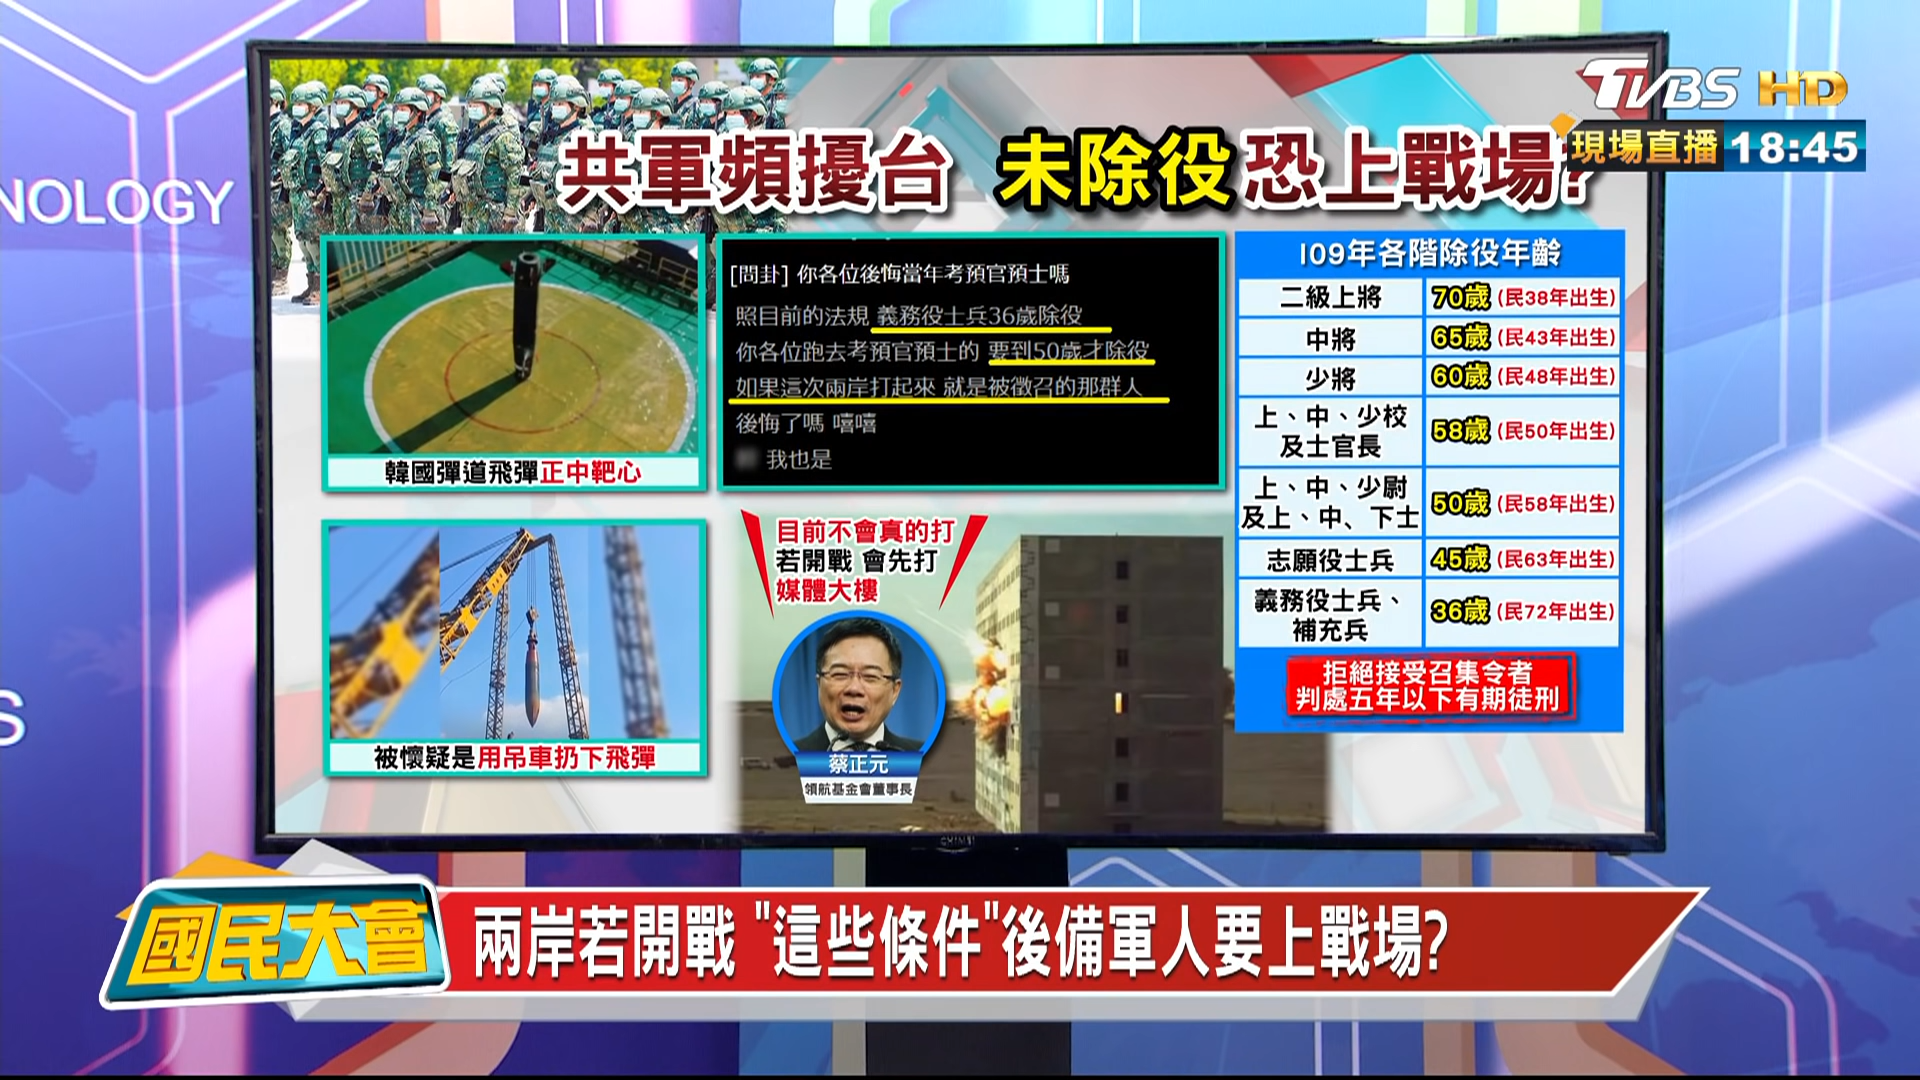 TVBS HD
現場直播 18:45
NOLOGY
S
共軍頻擾台 未除役恐上戰場?
韓國彈道飛彈正中靶心
被懷疑是用吊車扔下飛彈
[問卦] 你各位後悔當年考預官預士嗎
照目前的法規 義務役士兵36歲除役
你各位跑去考預官預士的 要到50歲才除役
如果這次兩岸打起來 就是被徵召的那群人
後悔了嗎 嘻嘻
我也是
目前不會真的打
若開戰 會先打
媒體大樓
蔡正元
領航基金會董事長
109年各階除役年齡
二級上將 70歲 (民38年出生)
中將 65歲 (民43年出生)
少將 60歲 (民48年出生)
上、中、少校
及士官長 58歲 (民50年出生)
上、中、少尉
及上、中、下士 50歲 (民58年出生)
志願役士兵 45歲 (民63年出生)
義務役士兵、
補充兵 36歲 (民72年出生)
拒絕接受召集令者
判處五年以下有期徒刑
CHIMEI
國民大會
兩岸若開戰 "這些條件"後備軍人要上戰場?